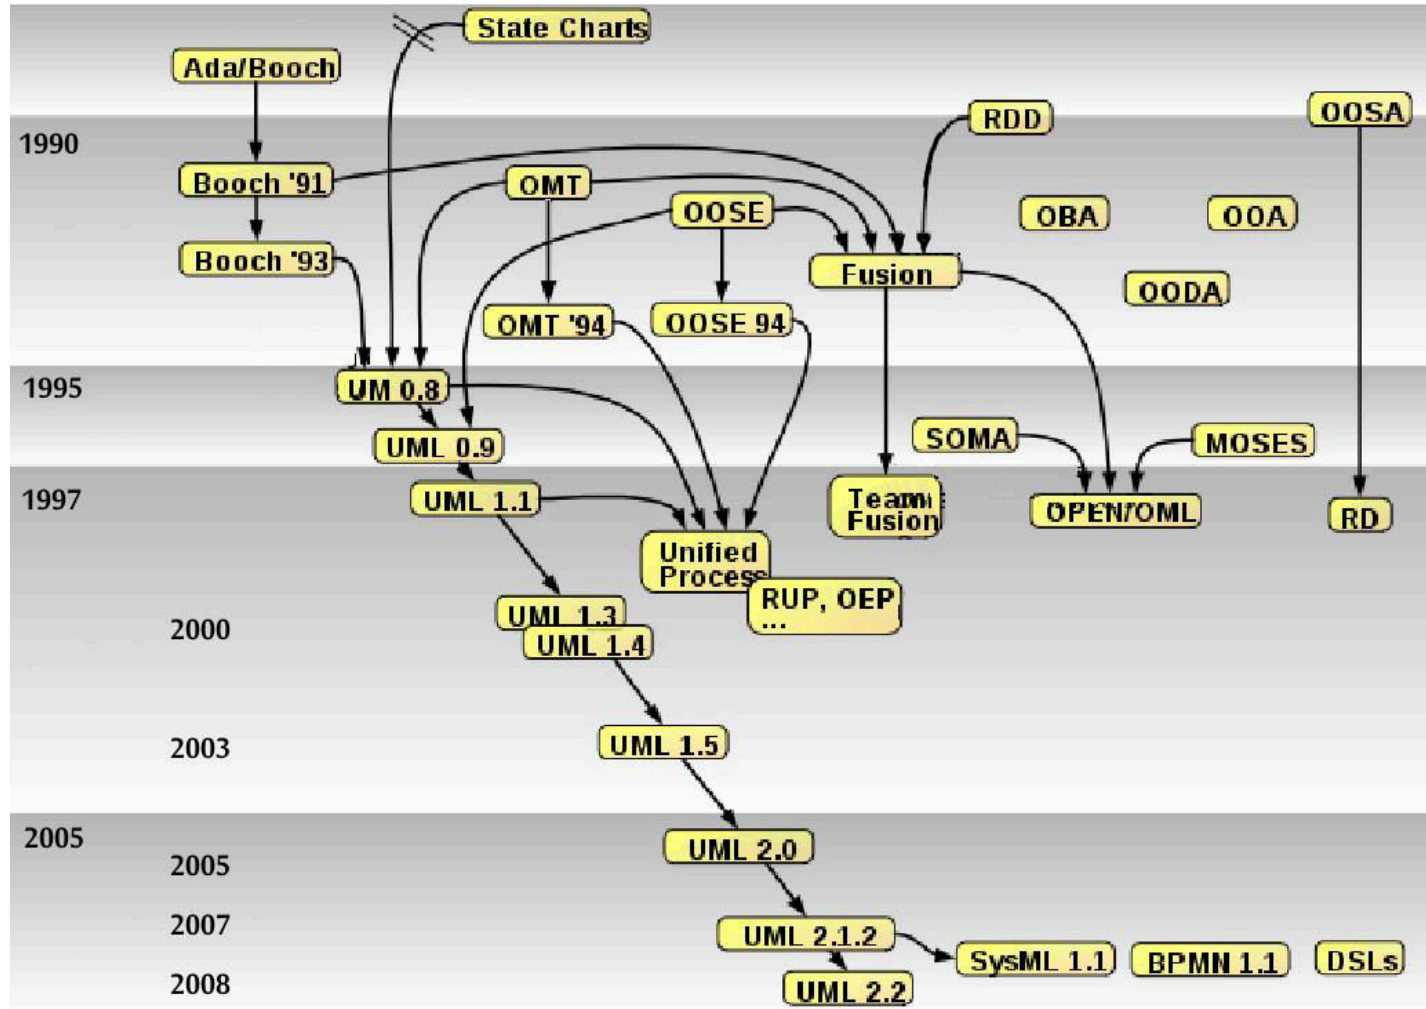 State Charts
Ada/Booch
RDD
OOSA
1990
Booch '91
OMT
OOSE
OBA
OOA
Booch '93
Fusion
OODA
OMT '94
OOSE 94
1995
UM 0.8
UML 0.9
SOMA
MOSES
1997
UML 1.1
Team
Fusion
OPEN/OML
RD
Unified
Process
RUP, OEP
...
UML 1.3
2000
UML 1.4
2003
UML 1.5
2005
UML 2.0
2005
2007
UML 2.1.2
SysML 1.1
BPMN 1.1
DSLs
2008
UML 2.2